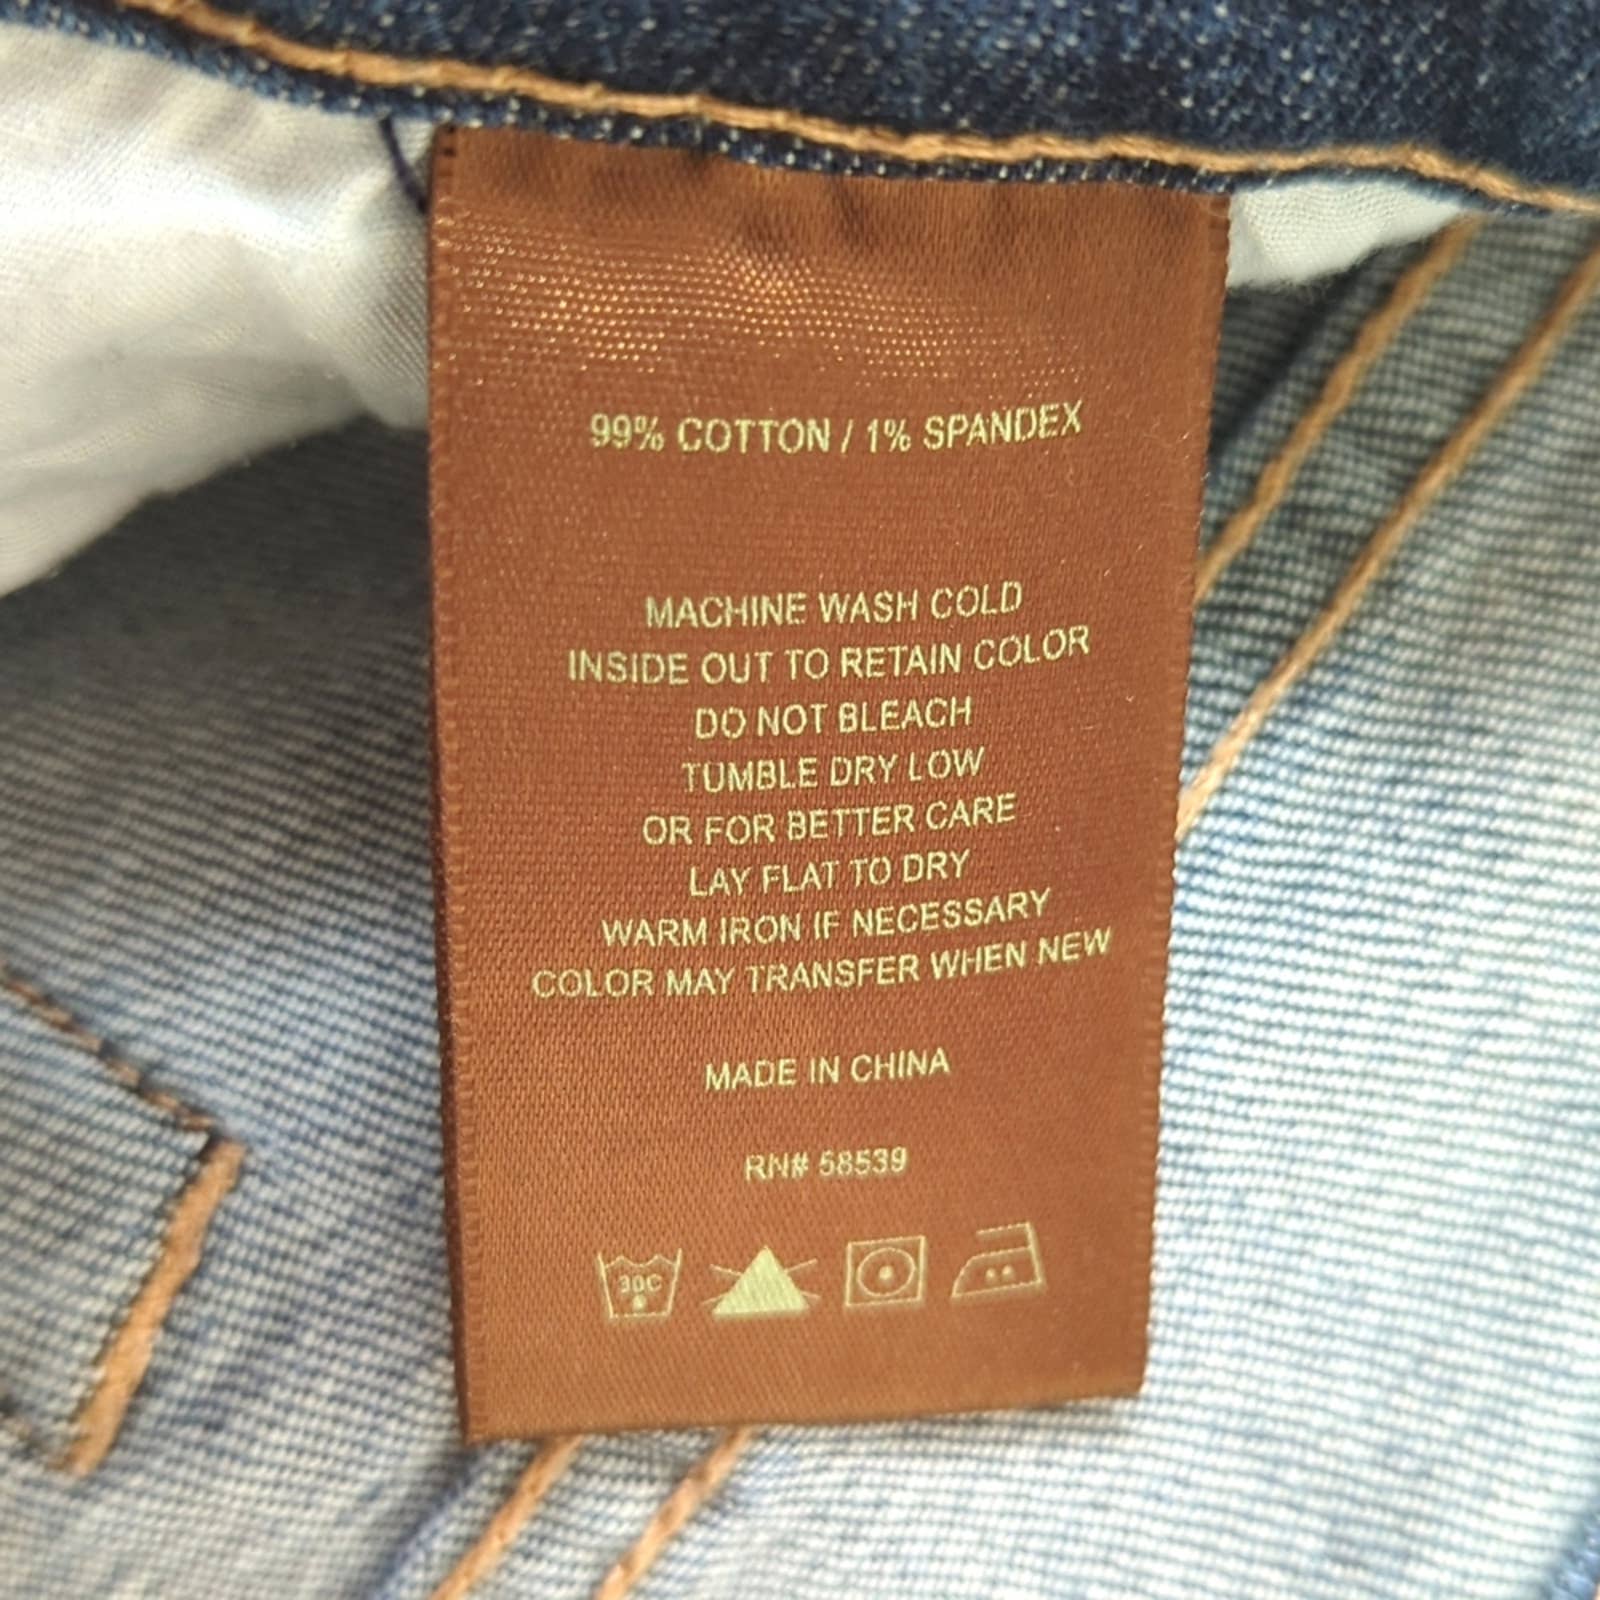 99% COTTON / 1% SPANDEX
MACHINE WASH COLD
INSIDE OUT TO RETAIN COLOR
DO NOT BLEACH
TUMBLE DRY LOW
OR FOR BETTER CARE
LAY FLAT TO DRY
WARM IRON IF NECESSARY
COLOR MAY TRANSFER WHEN NEW
MADE IN CHINA
RN# 58539
30C